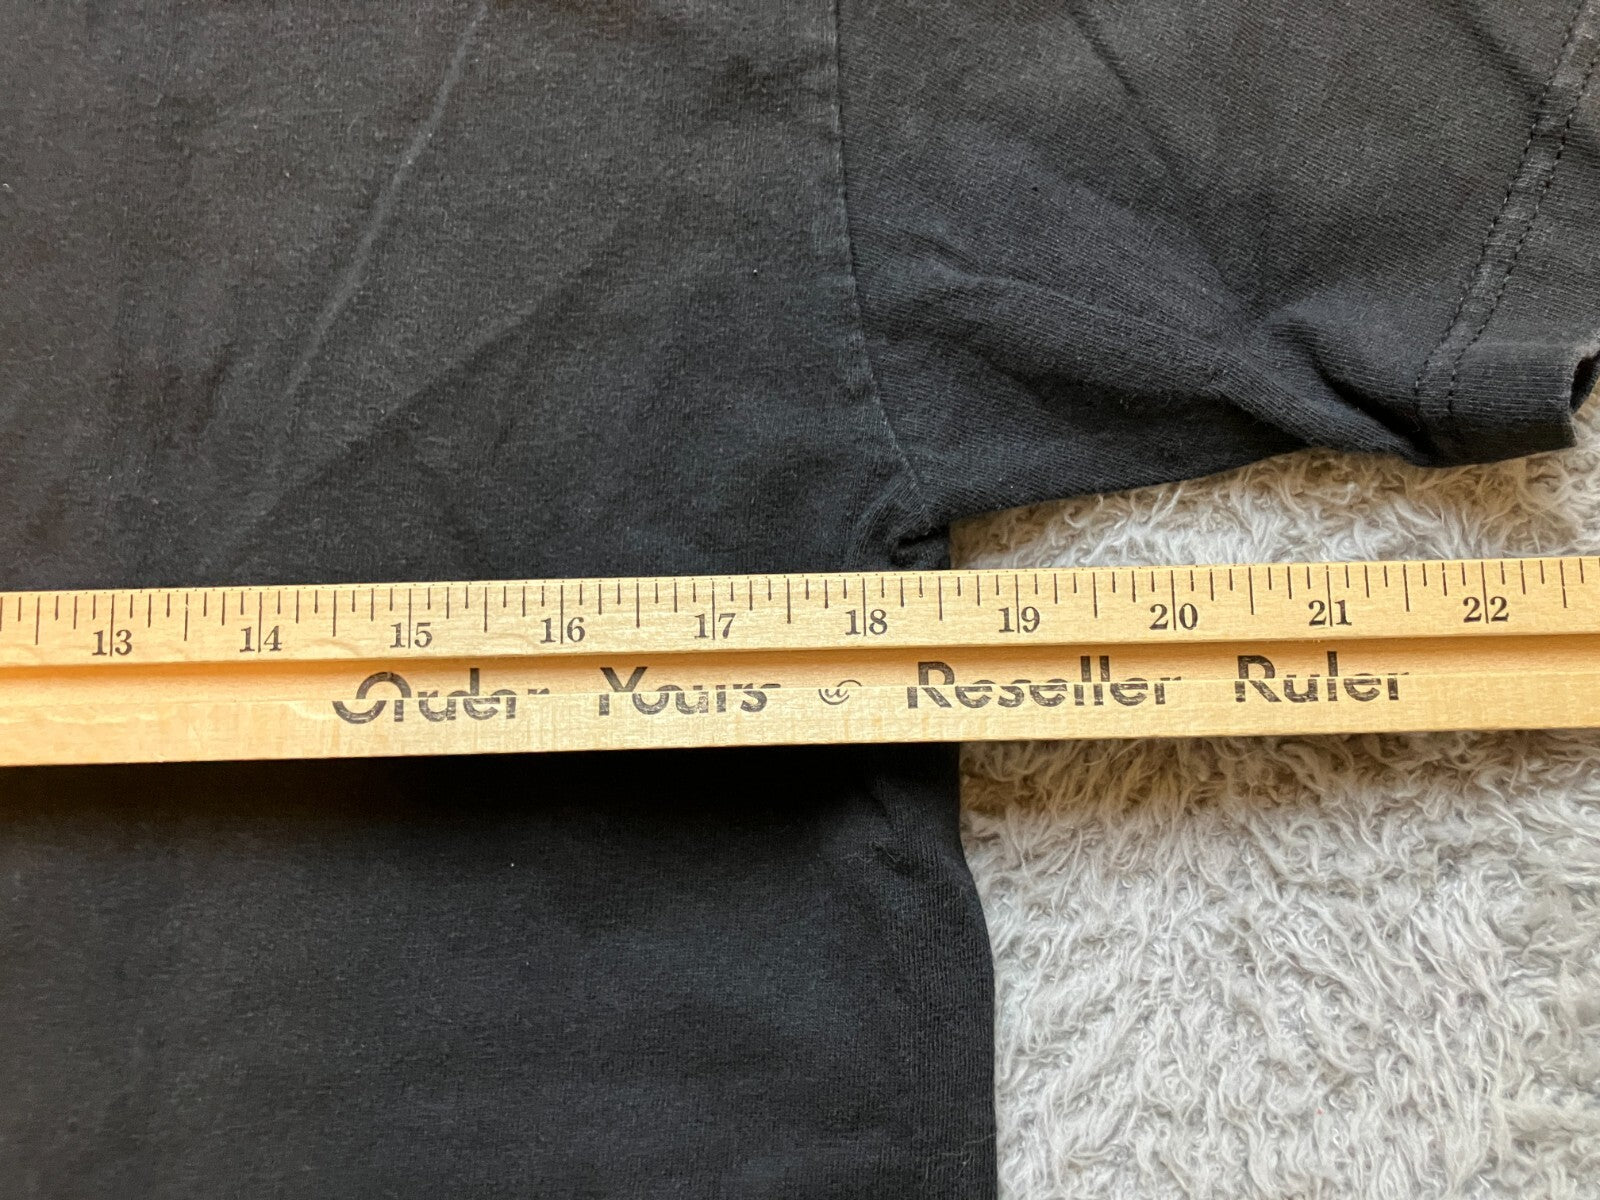 13 14 15 16 17 18 19 20 21 22
Order Yours @ Reseller Ruler